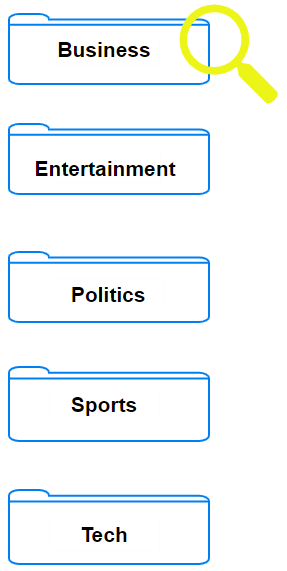 Business
Entertainment
Politics
Sports
Tech